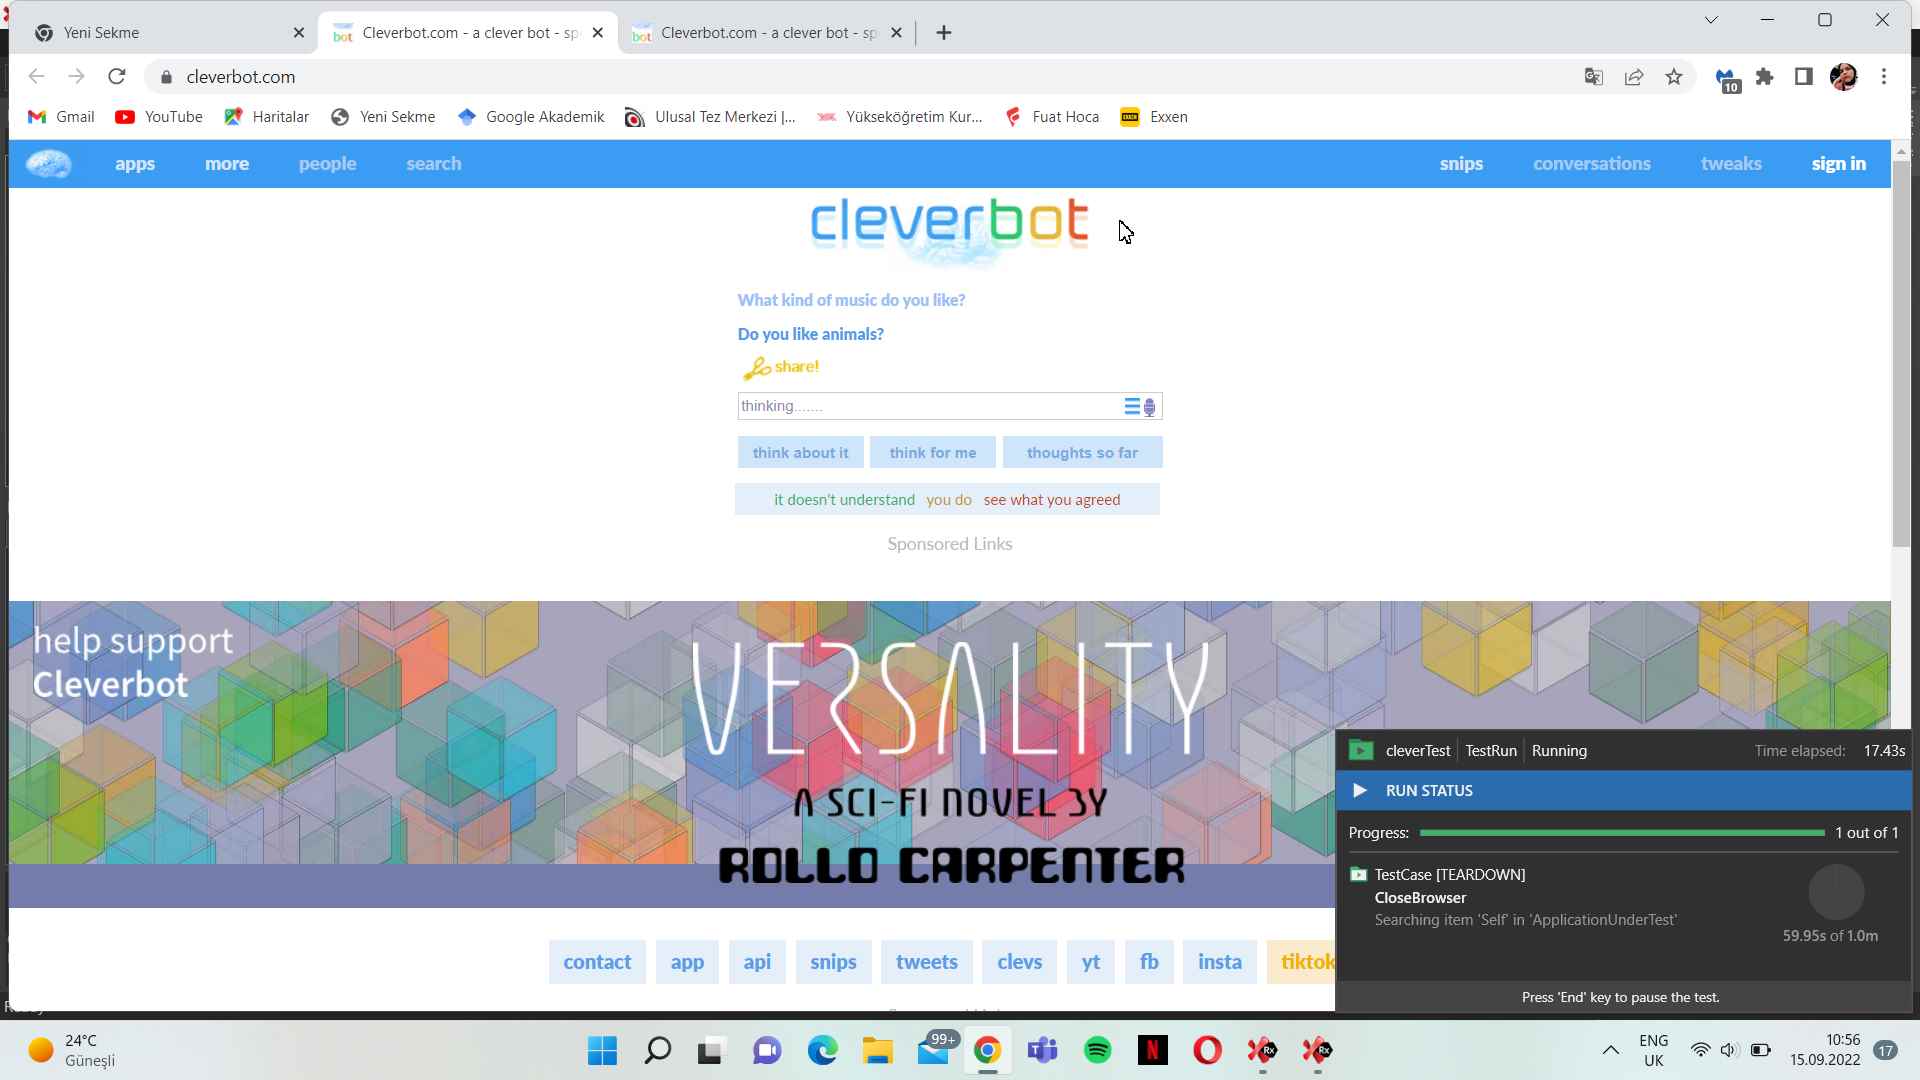 Yeni Sekme
Cleverbot.com - a clever bot - sp
Cleverbot.com - a clever bot - sp
cleverbot.com
10
Gmail YouTube Haritalar Yeni Sekme Google Akademik Ulusal Tez Merkezi |... Yükseköğretim Kur... Fuat Hoca EXXEN Exxen
apps more people search snips conversations tweaks sign in
cleverbot
What kind of music do you like?
Do you like animals?
share!
thinking.......
think about it think for me thoughts so far
it doesn't understand you do see what you agreed
Sponsored Links
help support
Cleverbot
VERSALITY
A SCI-FI NOVEL BY
ROLLO CARPENTER
contact app api snips tweets clevs yt fb insta tiktok
cleverTest TestRun Running Time elapsed: 17.43s
RUN STATUS
Progress: 1 out of 1
TestCase [TEARDOWN]
CloseBrowser
Searching item 'Self' in 'ApplicationUnderTest'
59.95s of 1.0m
Press 'End' key to pause the test.
24°C
Güneşli
99+
ENG
UK
10:56
15.09.2022
17